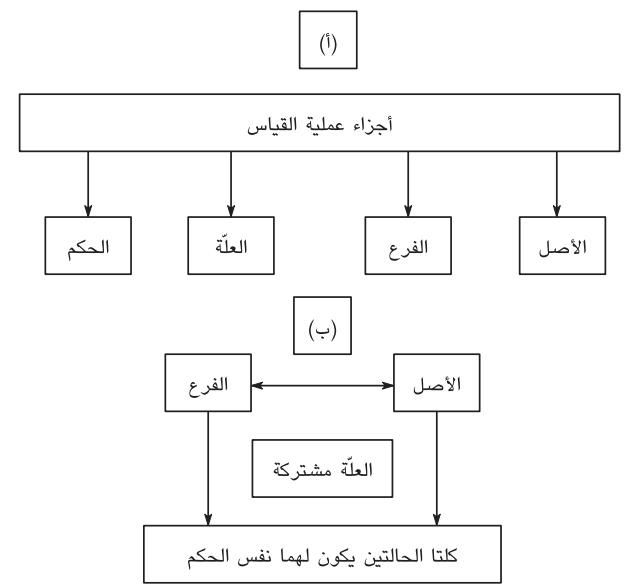 (أ)
أجزاء عملية القياس
الأصل
الفرع
العلّة
الحكم
(ب)
الأصل
الفرع
العلّة مشتركة
كلتا الحالتين يكون لهما نفس الحكم